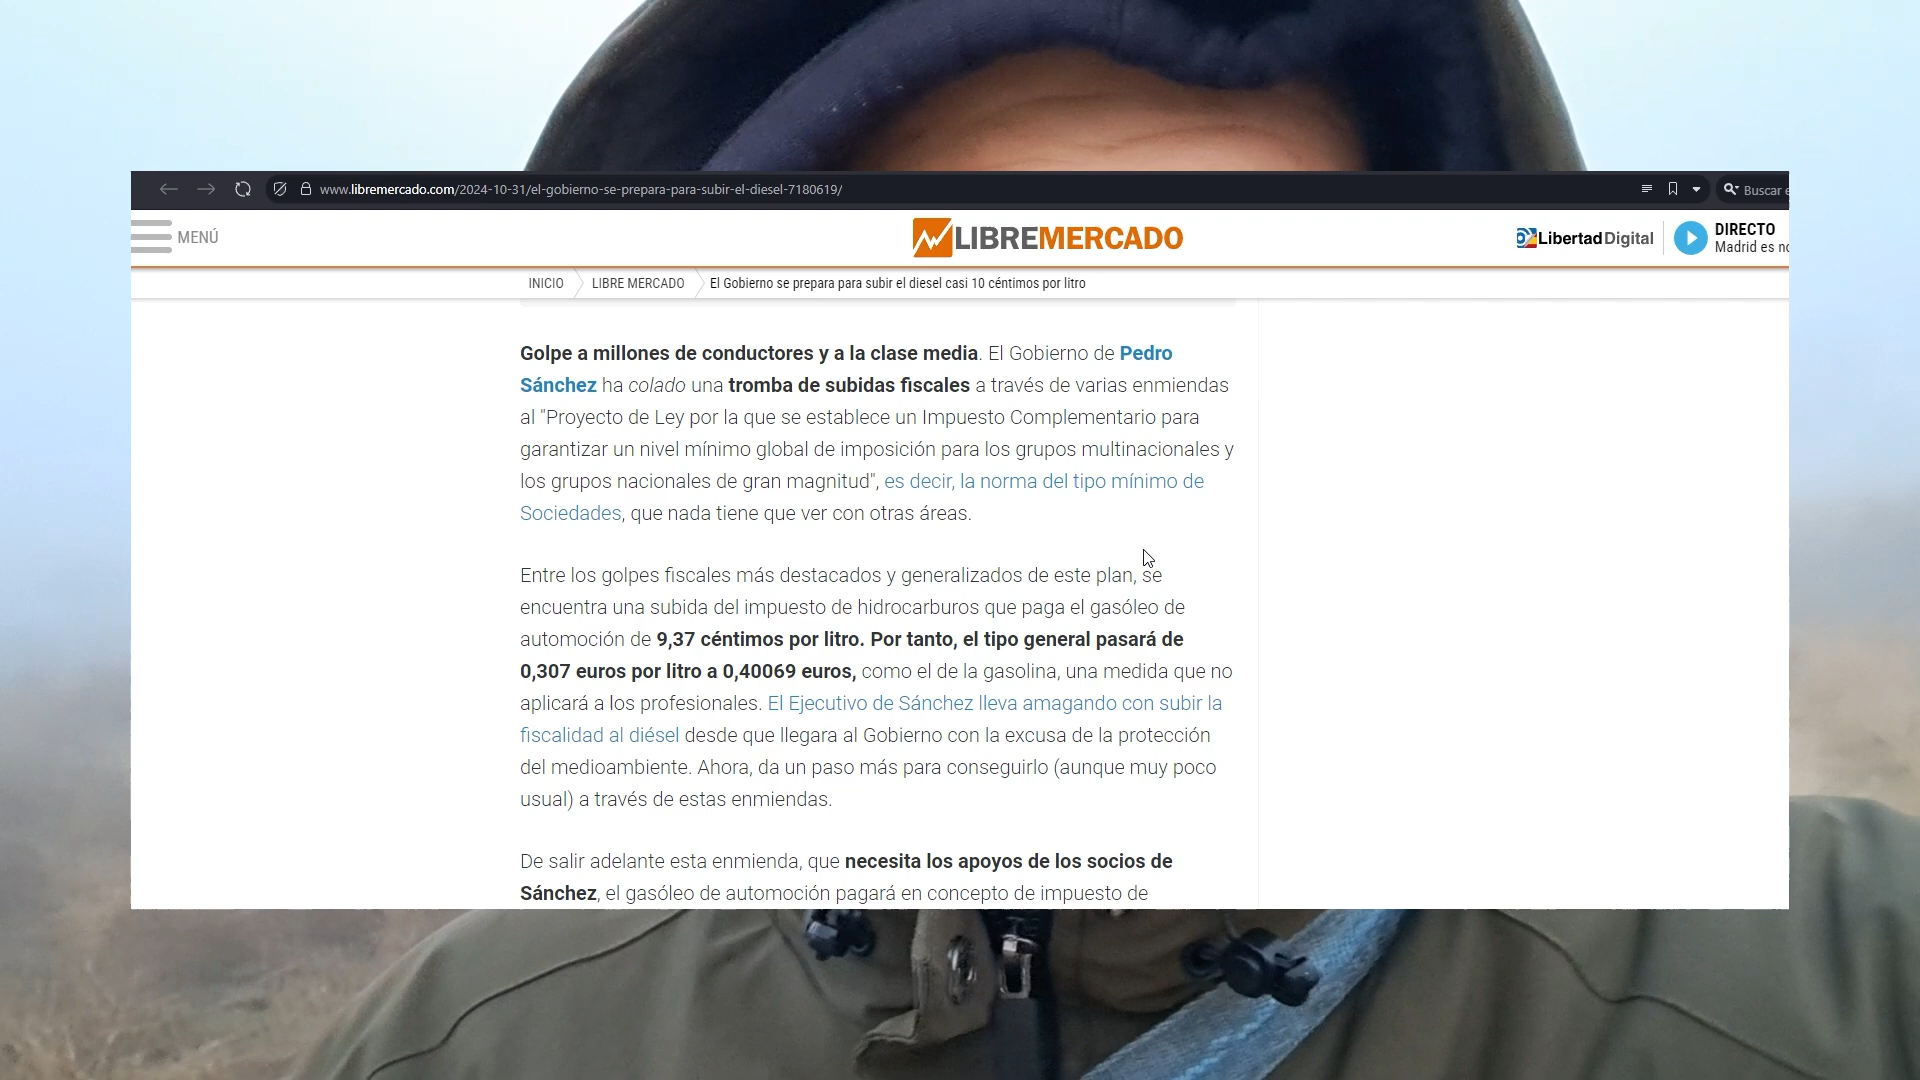 www.libremercado.com/2024-10-31/el-gobierno-se-prepara-para-subir-el-diesel-7180619/
Buscar
MENÚ
LIBREMERCADO
Libertad Digital
DIRECTO
Madrid es
INICIO
LIBRE MERCADO
El Gobierno se prepara para subir el diesel casi 10 céntimos por litro
Golpe a millones de conductores y a la clase media. El Gobierno de Pedro
Sánchez ha colado una tromba de subidas fiscales a través de varias enmiendas
al "Proyecto de Ley por la que se establece un Impuesto Complementario para
garantizar un nivel mínimo global de imposición para los grupos multinacionales y
los grupos nacionales de gran magnitud", es decir, la norma del tipo mínimo de
Sociedades, que nada tiene que ver con otras áreas.
Entre los golpes fiscales más destacados y generalizados de este plan, se
encuentra una subida del impuesto de hidrocarburos que paga el gasóleo de
automoción de 9,37 céntimos por litro. Por tanto, el tipo general pasará de
0,307 euros por litro a 0,40069 euros, como el de la gasolina, una medida que no
aplicará a los profesionales. El Ejecutivo de Sánchez lleva amagando con subir la
fiscalidad al diésel desde que llegara al Gobierno con la excusa de la protección
del medioambiente. Ahora, da un paso más para conseguirlo (aunque muy poco
usual) a través de estas enmiendas.
De salir adelante esta enmienda, que necesita los apoyos de los socios de
Sánchez, el gasóleo de automoción pagará en concepto de impuesto de